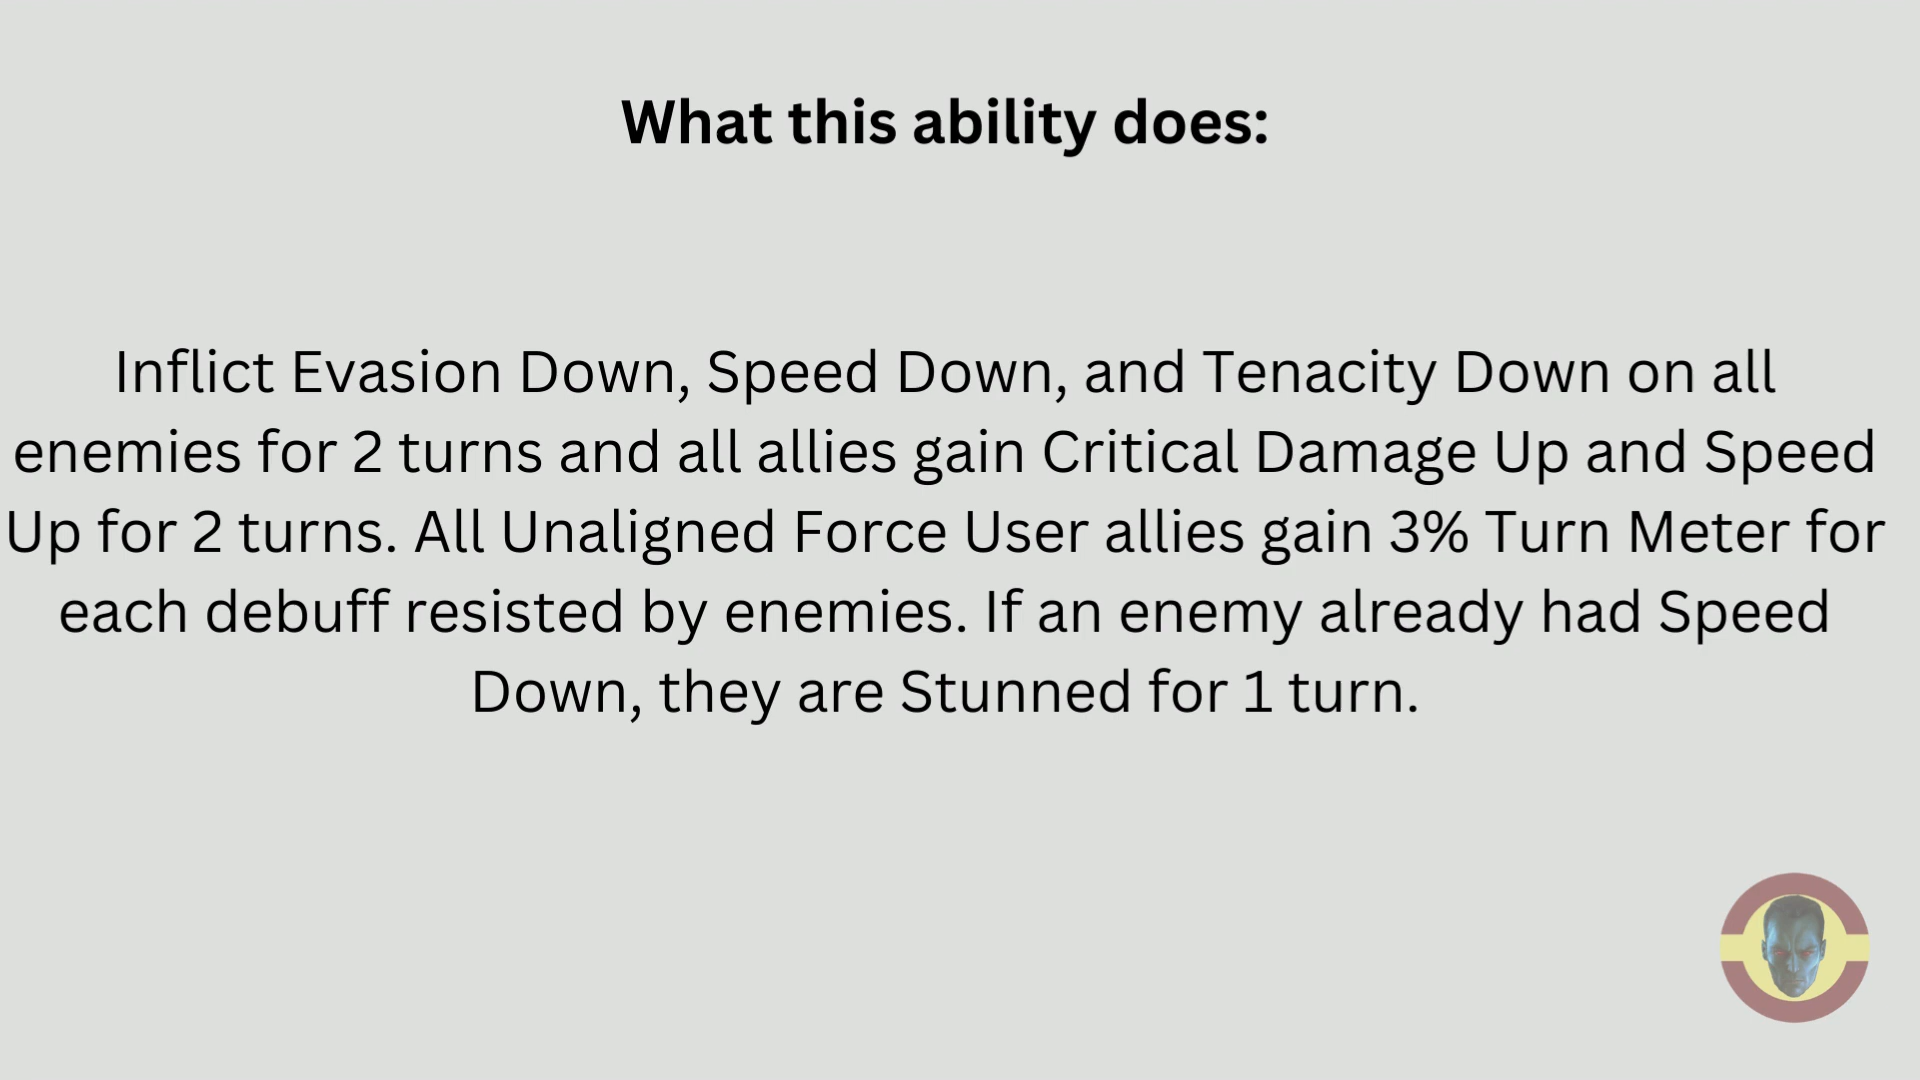 What this ability does:
Inflict Evasion Down, Speed Down, and Tenacity Down on all
enemies for 2 turns and all allies gain Critical Damage Up and Speed
Up for 2 turns. All Unaligned Force User allies gain 3% Turn Meter for
each debuff resisted by enemies. If an enemy already had Speed
Down, they are Stunned for 1 turn.